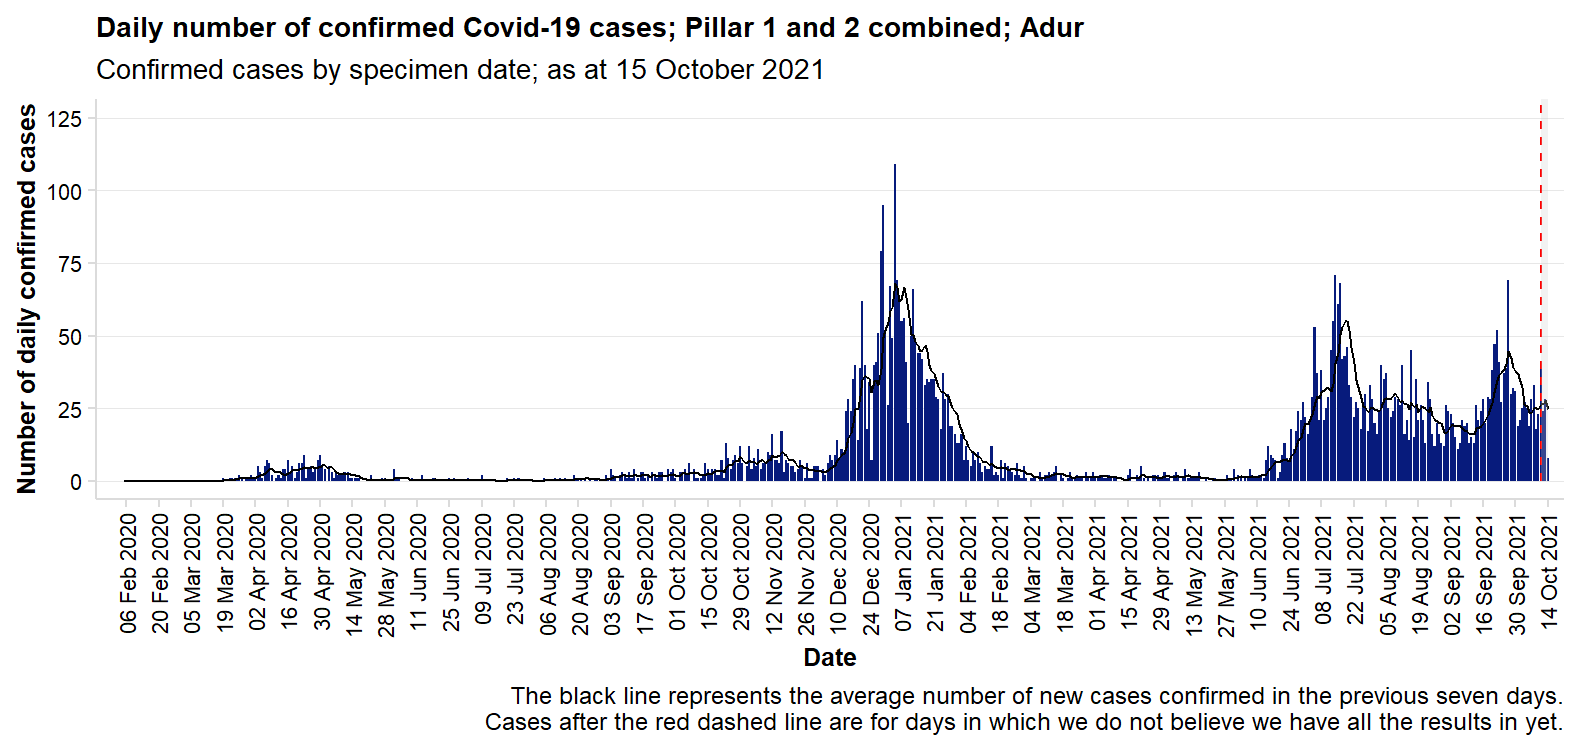 Daily number of confirmed Covid-19 cases; Pillar 1 and 2 combined; Adur
Confirmed cases by specimen date; as at 15 October 2021
Number of daily confirmed cases
125
100
75
50
25
0
06 Feb 2020
20 Feb 2020
05 Mar 2020
19 Mar 2020
02 Apr 2020
16 Apr 2020
30 Apr 2020
14 May 2020
28 May 2020
11 Jun 2020
25 Jun 2020
09 Jul 2020
23 Jul 2020
06 Aug 2020
20 Aug 2020
03 Sep 2020
17 Sep 2020
01 Oct 2020
15 Oct 2020
29 Oct 2020
12 Nov 2020
26 Nov 2020
10 Dec 2020
24 Dec 2020
07 Jan 2021
21 Jan 2021
04 Feb 2021
18 Feb 2021
04 Mar 2021
18 Mar 2021
01 Apr 2021
15 Apr 2021
29 Apr 2021
13 May 2021
27 May 2021
10 Jun 2021
24 Jun 2021
08 Jul 2021
22 Jul 2021
05 Aug 2021
19 Aug 2021
02 Sep 2021
16 Sep 2021
30 Sep 2021
14 Oct 2021
Date
The black line represents the average number of new cases confirmed in the previous seven days.
Cases after the red dashed line are for days in which we do not believe we have all the results in yet.